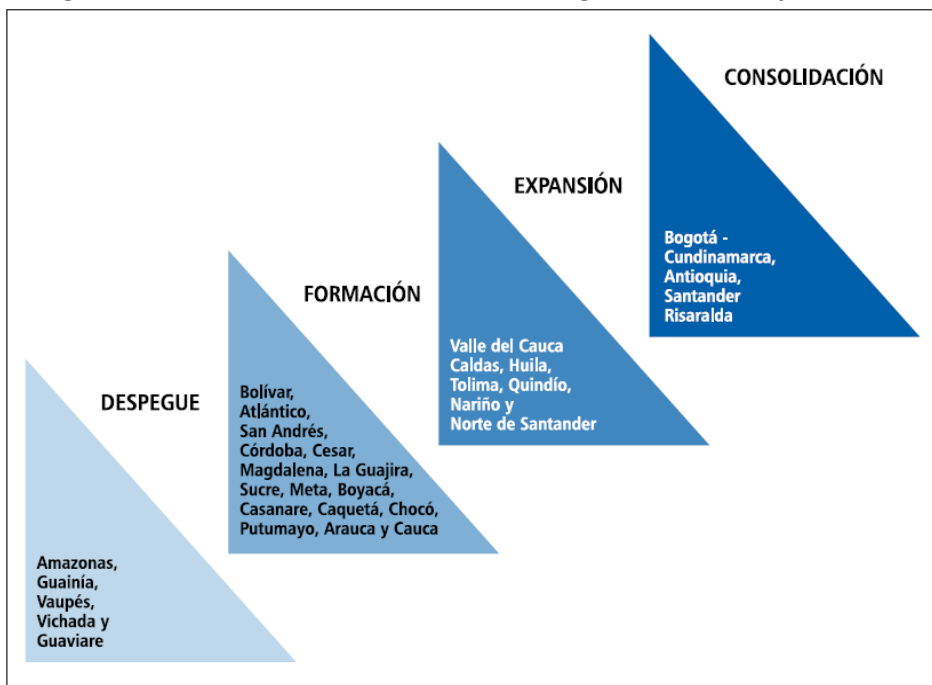 CONSOLIDACIÓN
Bogotá -
Cundinamarca,
Antioquia,
Santander
Risaralda
EXPANSIÓN
Valle del Cauca
Caldas, Huila,
Tolima, Quindío,
Nariño y
Norte de Santander
FORMACIÓN
Bolívar,
Atlántico,
San Andrés,
Córdoba, Cesar,
Magdalena, La Guajira,
Sucre, Meta, Boyacá,
Casanare, Caquetá, Chocó,
Putumayo, Arauca y Cauca
DESPEGUE
Amazonas,
Guainía,
Vaupés,
Vichada y
Guaviare